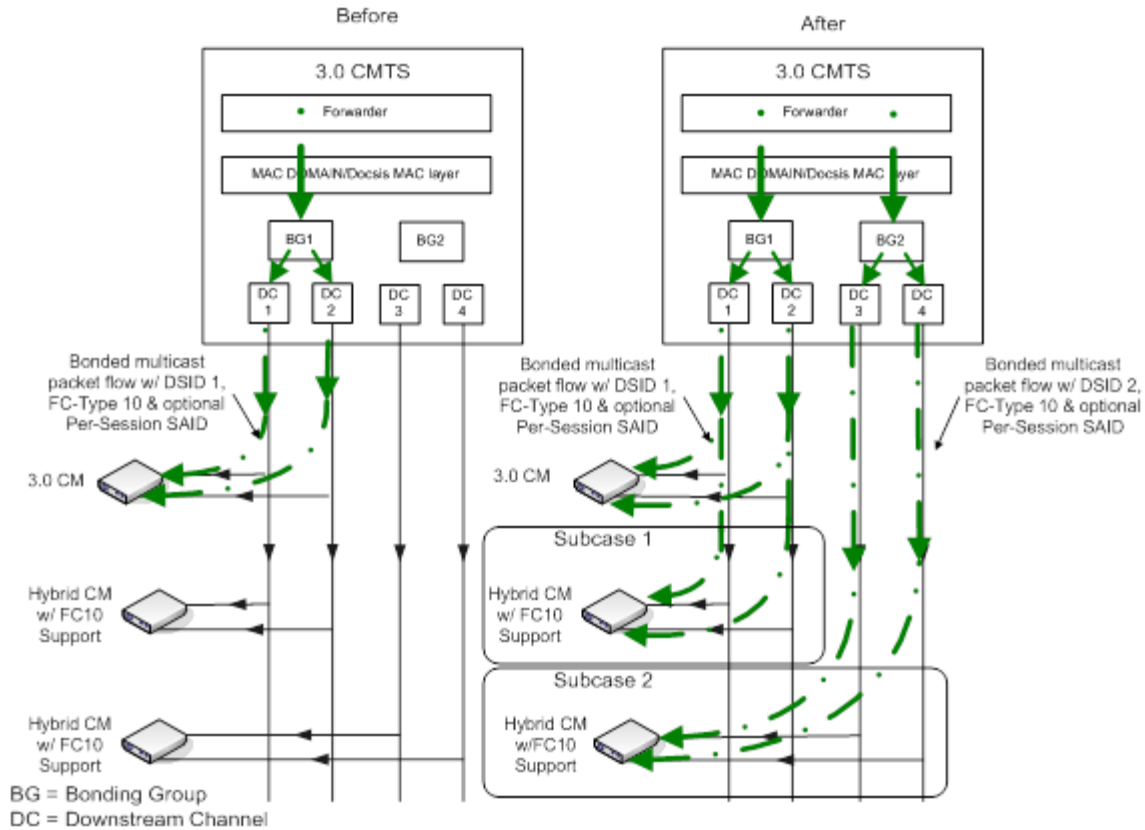 Before
3.0 CMTS
Forwarder
MAC DOMAIN/Docsis MAC layer
BG1
BG2
DC
1
DC
2
DC
3
DC
4
Bonded multicast
packet flow w/ DSID 1,
FC-Type 10 & optional
Per-Session SAID
3.0 CM
Hybrid CM
w/ FC10
Support
Hybrid CM
w/ FC10
Support
BG = Bonding Group
DC = Downstream Channel
After
3.0 CMTS
Forwarder
MAC DOMAIN/Docsis MAC layer
BG1
BG2
DC
1
DC
2
DC
3
DC
4
Bonded multicast
packet flow w/ DSID 1,
FC-Type 10 & optional
Per-Session SAID
Bonded multicast
packet flow w/ DSID 2,
FC-Type 10 & optional
Per-Session SAID
3.0 CM
Subcase 1
Hybrid CM
w/ FC10
Support
Subcase 2
Hybrid CM
w/FC10
Support